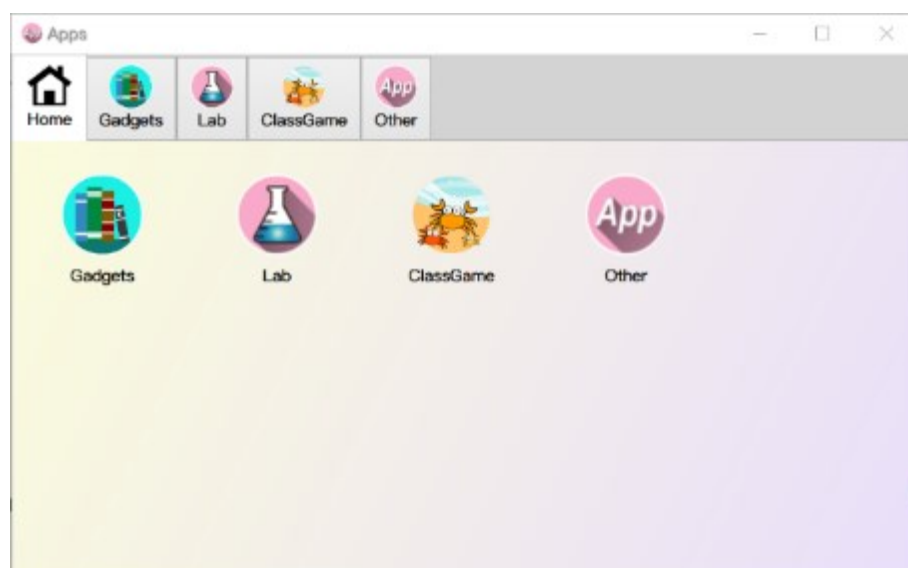 Apps
Home Gadgets Lab ClassGame App Other
App
Gadgets Lab ClassGame Other